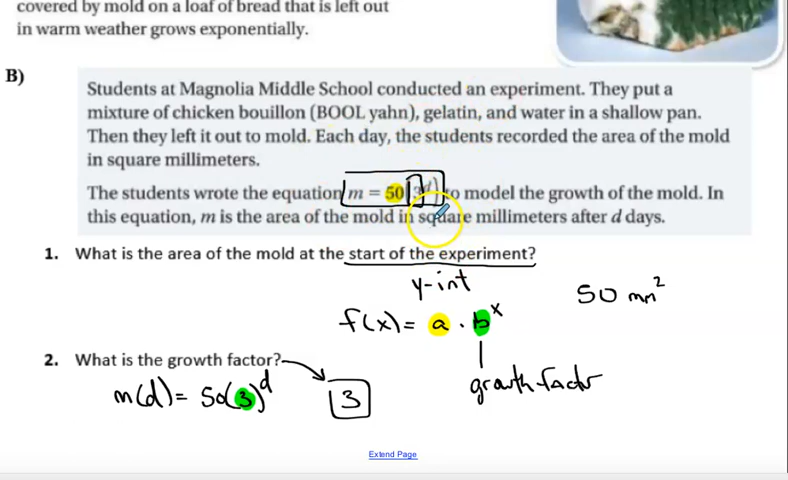 covered by mold on a loaf of bread that is left out
in warm weather grows exponentially.
B)
Students at Magnolia Middle School conducted an experiment. They put a
mixture of chicken bouillon (BOOL yahn), gelatin, and water in a shallow pan.
Then they left it out to mold. Each day, the students recorded the area of the mold
in square millimeters.
The students wrote the equation m = 50(3^d) to model the growth of the mold. In
this equation, m is the area of the mold in square millimeters after d days.
1. What is the area of the mold at the start of the experiment?
y-int
50 mm²
f(x) = a · b^x
2. What is the growth factor?
growth factor
m(d) = 50(3)^d
3
Extend Page